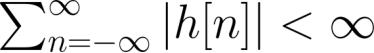 ∑_{n=-∞}^{∞} |h[n]| < ∞